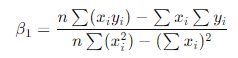 β₁ = (n ∑(xᵢyᵢ) − ∑ xᵢ ∑ yᵢ) / (n ∑(xᵢ²) − (∑ xᵢ)²)